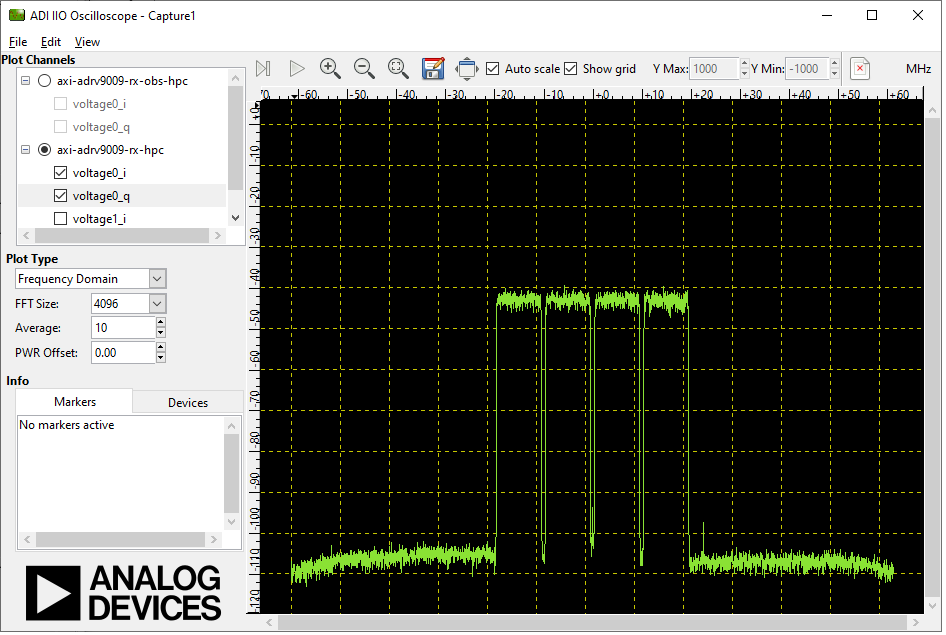 ADI IIO Oscilloscope - Capture1
File Edit View
Plot Channels
axi-adrv9009-rx-obs-hpc
voltage0_i
voltage0_q
axi-adrv9009-rx-hpc
voltage0_i
voltage0_q
voltage1_i
Plot Type
Frequency Domain
FFT Size: 4096
Average: 10
PWR Offset: 0.00
Info
Markers Devices
No markers active
ANALOG
DEVICES
Auto scale Show grid Y Max: 1000 Y Min: -1000 MHz
70 -60 -50 -40 -30 -20 -10 +0 +10 +20 +30 +40 +50 +60
+0
-10
-20
-30
-40
-50
-60
-70
-80
-90
-100
-110
-120